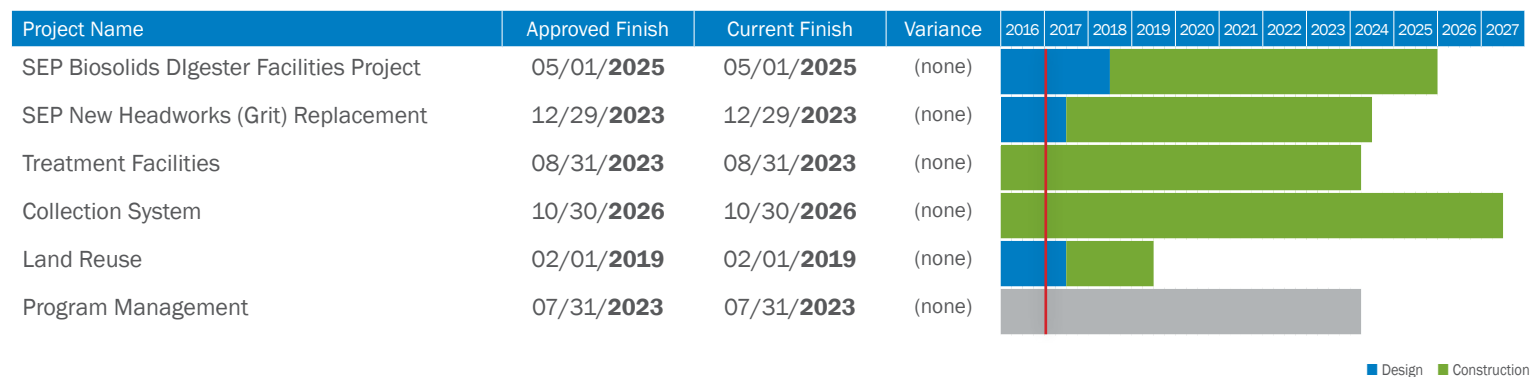 Project Name Approved Finish Current Finish Variance 2016 2017 2018 2019 2020 2021 2022 2023 2024 2025 2026 2027
SEP Biosolids DIgester Facilities Project 05/01/2025 05/01/2025 (none)
SEP New Headworks (Grit) Replacement 12/29/2023 12/29/2023 (none)
Treatment Facilities 08/31/2023 08/31/2023 (none)
Collection System 10/30/2026 10/30/2026 (none)
Land Reuse 02/01/2019 02/01/2019 (none)
Program Management 07/31/2023 07/31/2023 (none)
Design Construction